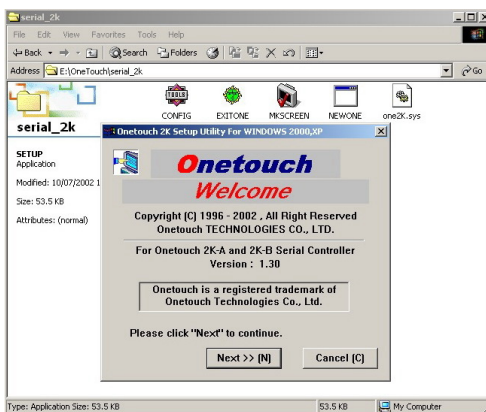 serial_2k
File Edit View Favorites Tools Help
Back Search Folders
Address E:\OneTouch\serial_2k Go
CONFIG EXITONE MKSCREEN NEWONE one2K.sys
serial_2k
SETUP
Application
Modified: 10/07/2002 1
Size: 53.5 KB
Attributes: (normal)
Onetouch 2K Setup Utility For WINDOWS 2000,XP
Onetouch
Welcome
Copyright (C) 1996 - 2002 , All Right Reserved
Onetouch TECHNOLOGIES CO., LTD.
For Onetouch 2K-A and 2K-B Serial Controller
Version : 1.30
Onetouch is a registered trademark of
Onetouch Technologies Co., Ltd.
Please click "Next" to continue.
Next >> (N) Cancel (C)
Type: Application Size: 53.5 KB 53.5 KB My Computer